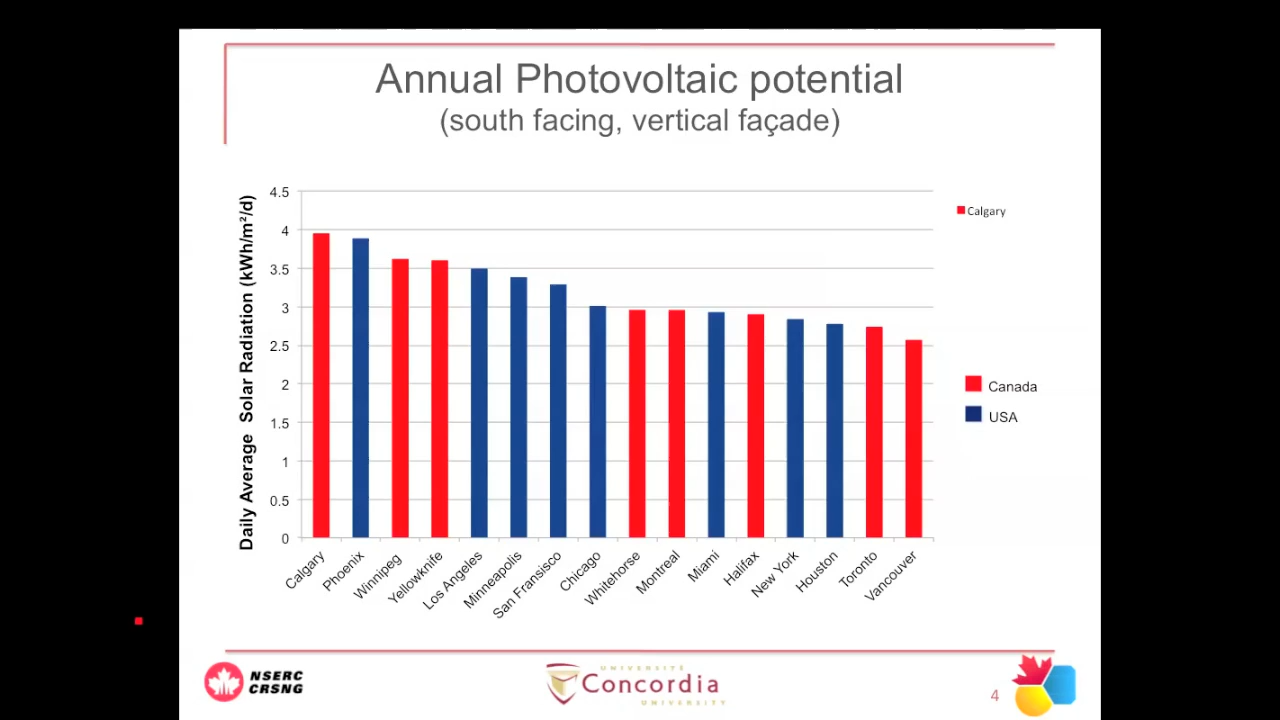 Annual Photovoltaic potential
(south facing, vertical façade)
Daily Average Solar Radiation (kWh/m²/d)
4.5
4
3.5
3
2.5
2
1.5
1
0.5
0
Calgary
Phoenix
Winnipeg
Yellowknife
Los Angeles
Minneapolis
San Fransisco
Chicago
Whitehorse
Montreal
Miami
Halifax
New York
Houston
Toronto
Vancouver
Calgary
Canada
USA
NSERC
CRSNG
UNIVERSITÉ
Concordia
UNIVERSITY
4